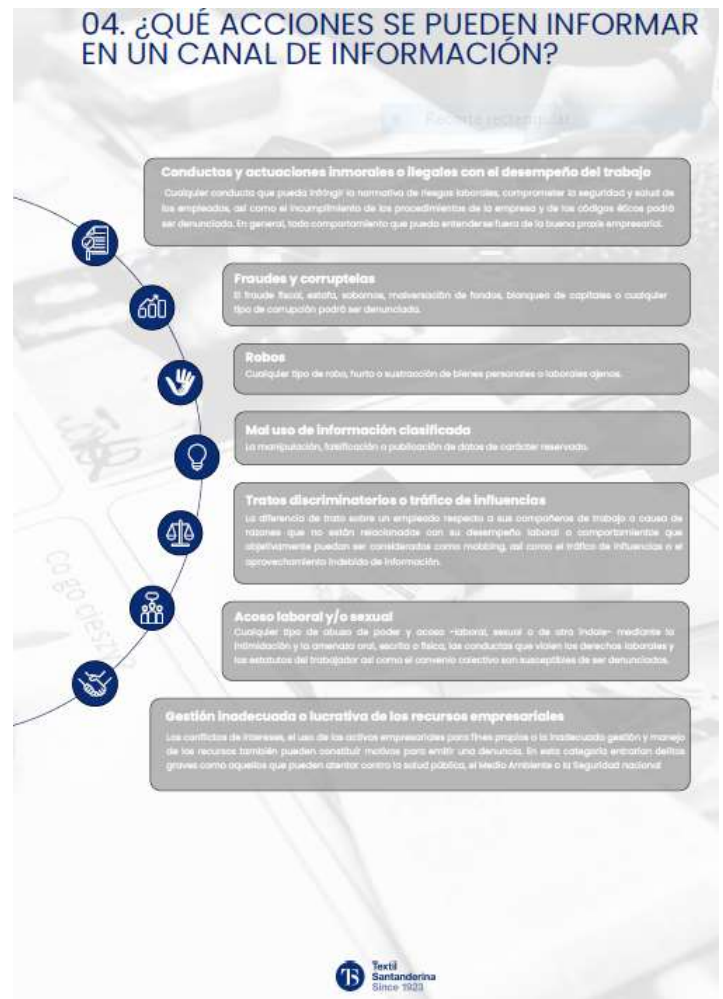 04. ¿QUÉ ACCIONES SE PUEDEN INFORMAR
EN UN CANAL DE INFORMACIÓN?
Recorte rectangular
Conductas y actuaciones inmorales o ilegales con el desempeño del trabajo
Cualquier conducta que pueda infringir la normativa de riesgos laborales, comprometer la seguridad y salud de
los empleados, así como el incumplimiento de los procedimientos de la empresa y de los códigos éticos podrá
ser denunciada. En general, todo comportamiento que pueda entenderse fuera de la buena praxis empresarial.
Fraudes y corruptelas
El fraude fiscal, estafa, sobornos, malversación de fondos, blanqueo de capitales o cualquier
tipo de corrupción podrá ser denunciada.
Robos
Cualquier tipo de robo, hurto o sustracción de bienes personales o laborales ajenos.
Mal uso de información clasificada
La manipulación, falsificación o publicación de datos de carácter reservado.
Tratos discriminatorios o tráfico de influencias
La diferencia de trato sobre un empleado respecto a sus compañeros de trabajo a causa de
razones que no están relacionadas con su desempeño laboral o comportamientos que
objetivamente puedan ser considerados como mobbing, así como el tráfico de influencias o el
aprovechamiento indebido de información.
Acoso laboral y/o sexual
Cualquier tipo de abuso de poder y acoso -laboral, sexual o de otra índole- mediante la
intimidación y la amenaza oral, escrita o física, las conductas que violen los derechos laborales y
los estatutos del trabajador así como el convenio colectivo son susceptibles de ser denunciados.
Gestión inadecuada o lucrativa de los recursos empresariales
Los conflictos de intereses, el uso de los activos empresariales para fines propios o la inadecuada gestión y manejo
de los recursos también pueden constituir motivos para emitir una denuncia. En esta categoría entrarían delitos
graves como aquellos que pueden atentar contra la salud pública, el Medio Ambiente o la Seguridad nacional
Co go cieszy?
TS
Textil
Santanderina
Since 1923